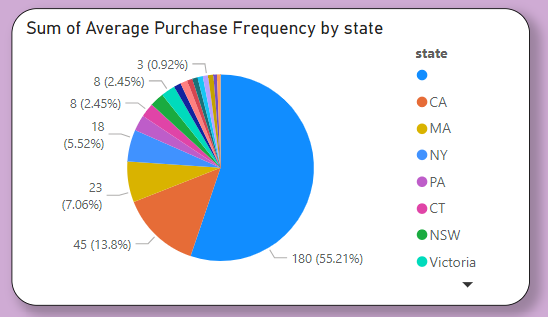 Sum of Average Purchase Frequency by state
state
3 (0.92%)
8 (2.45%)
8 (2.45%)
18
(5.52%)
23
(7.06%)
45 (13.8%)
180 (55.21%)
CA
MA
NY
PA
CT
NSW
Victoria